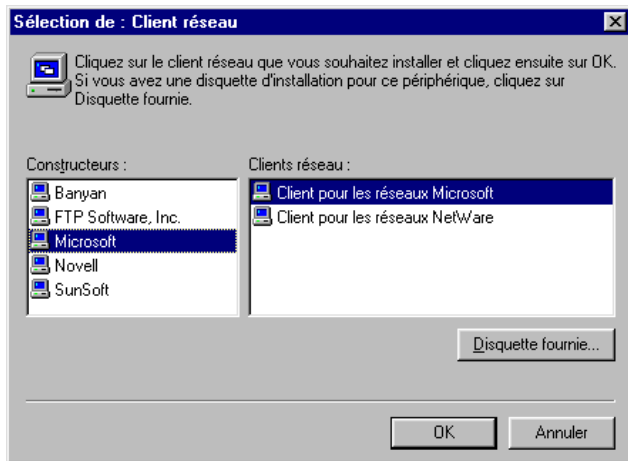 Sélection de : Client réseau
Cliquez sur le client réseau que vous souhaitez installer et cliquez ensuite sur OK.
Si vous avez une disquette d'installation pour ce périphérique, cliquez sur
Disquette fournie.
Constructeurs :
Banyan
FTP Software, Inc.
Microsoft
Novell
SunSoft
Clients réseau :
Client pour les réseaux Microsoft
Client pour les réseaux NetWare
Disquette fournie...
OK
Annuler